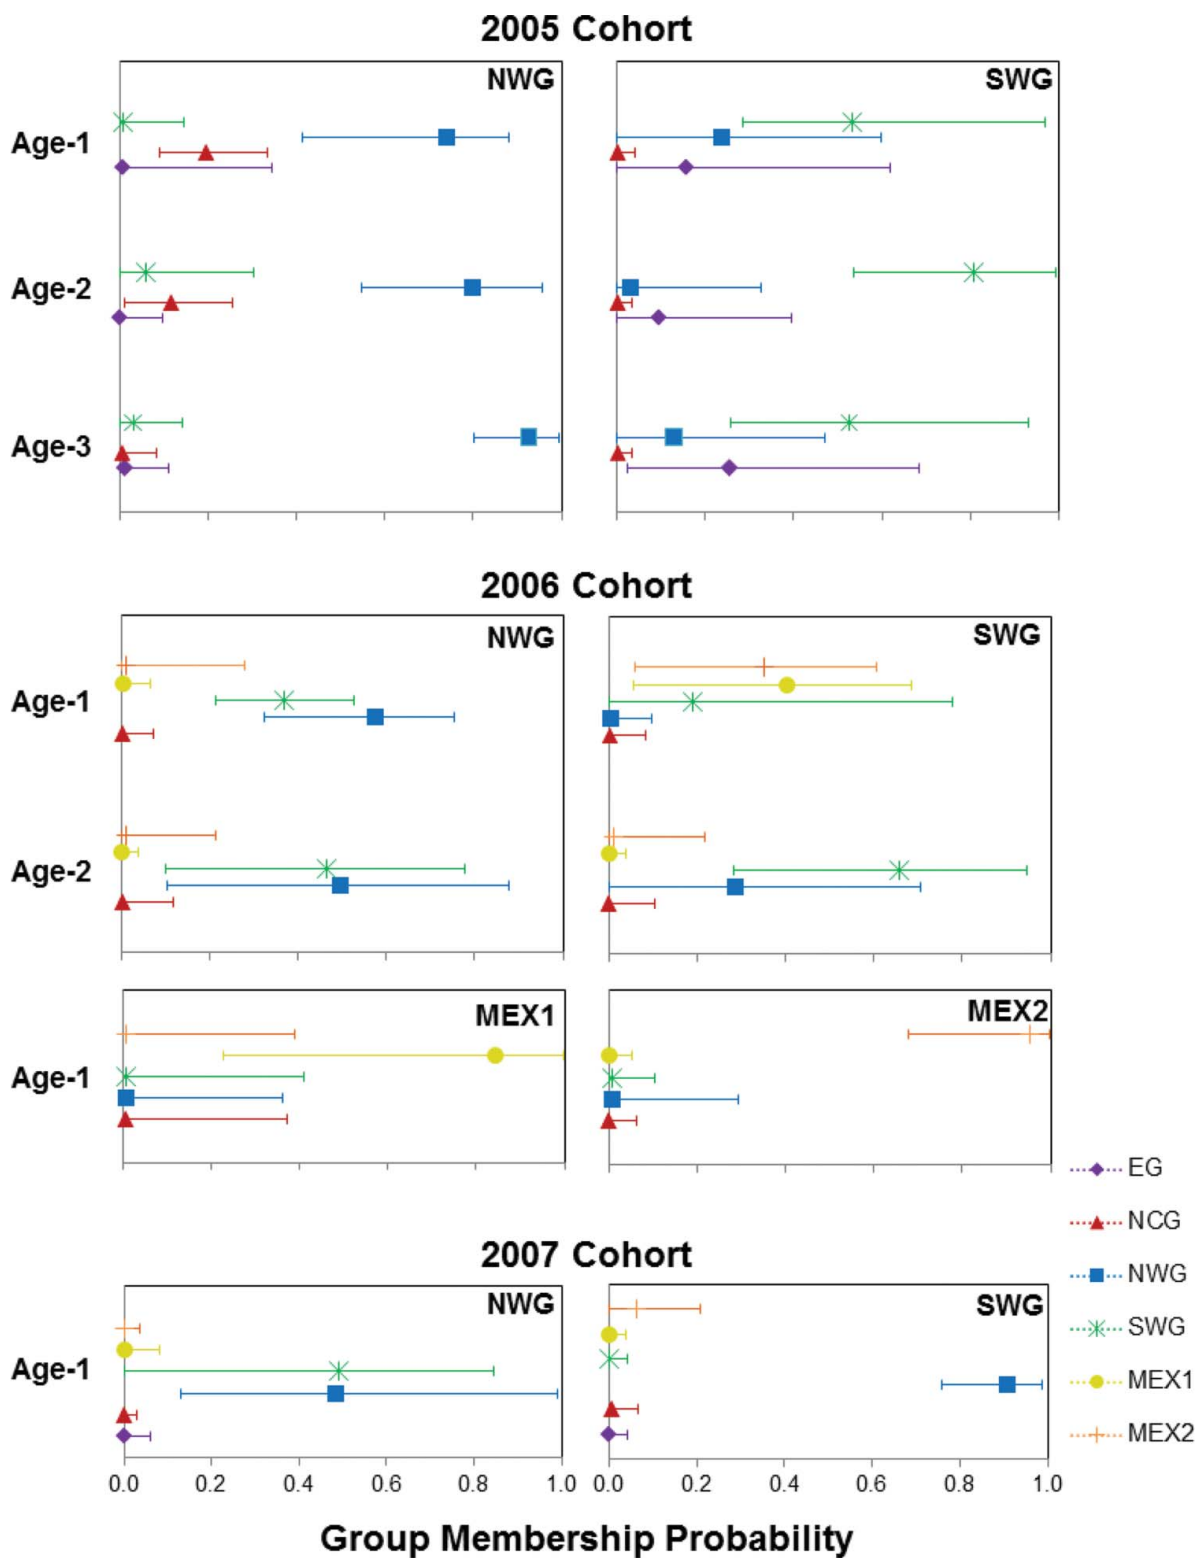 2005 Cohort
NWG
SWG
Age-1
Age-2
Age-3
2006 Cohort
NWG
SWG
Age-1
Age-2
MEX1
MEX2
Age-1
EG
NCG
NWG
SWG
MEX1
MEX2
2007 Cohort
NWG
SWG
Age-1
0.0 0.2 0.4 0.6 0.8 1.0 0.0 0.2 0.4 0.6 0.8 1.0
Group Membership Probability